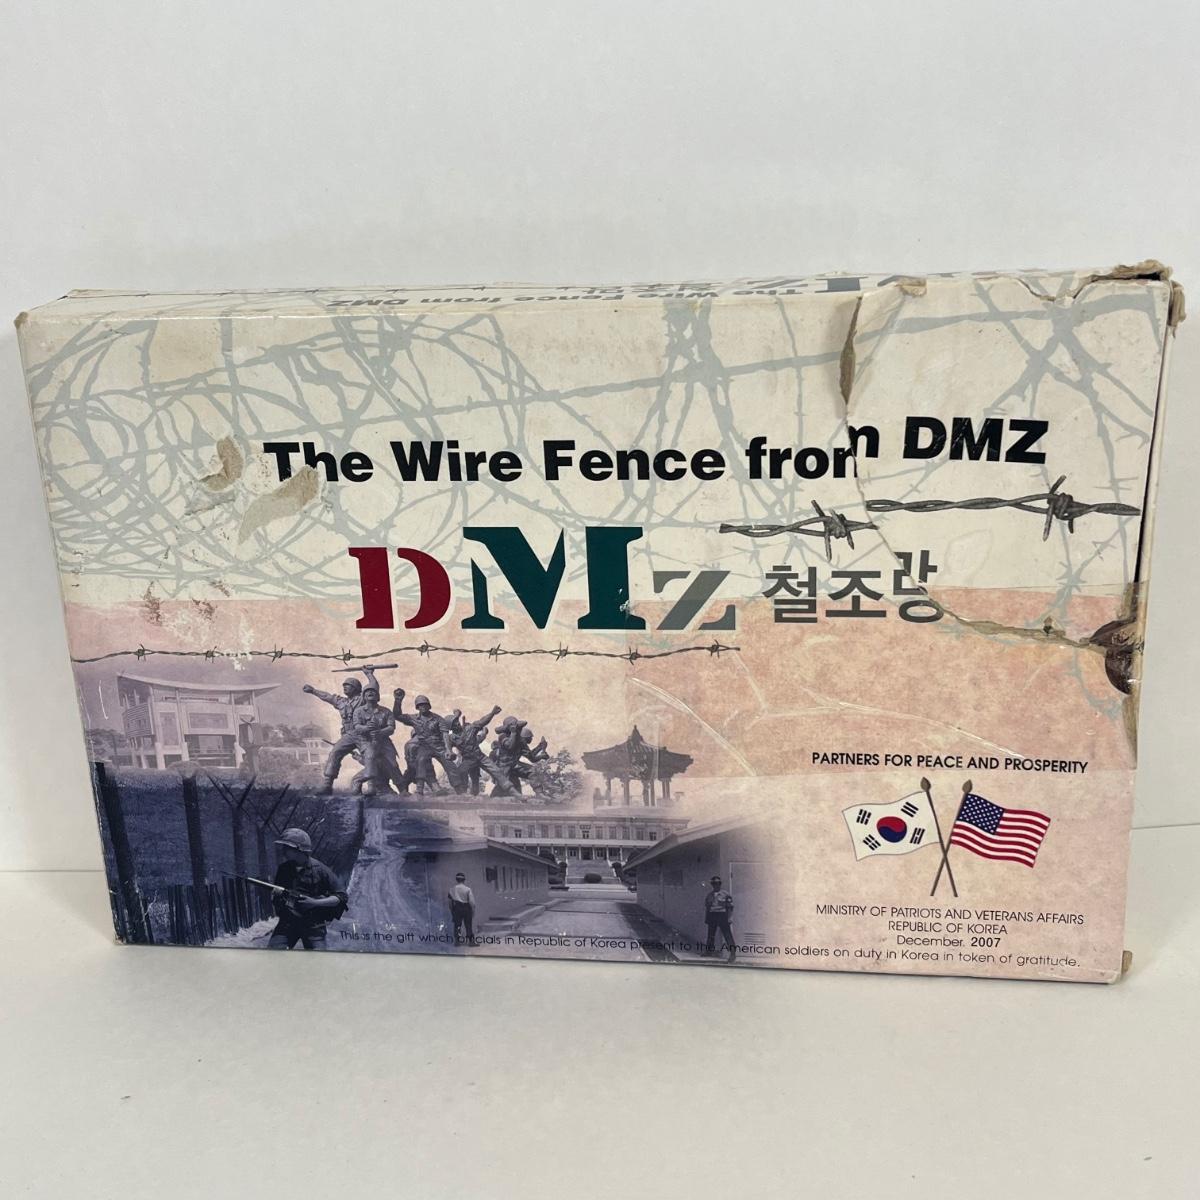 The Wire Fence from DMZ
The Wire Fence from DMZ
DMZ 철조망
PARTNERS FOR PEACE AND PROSPERITY
MINISTRY OF PATRIOTS AND VETERANS AFFAIRS
REPUBLIC OF KOREA
December. 2007
This is the gift which officials in Republic of Korea present to the American soldiers on duty in Korea in token of gratitude.